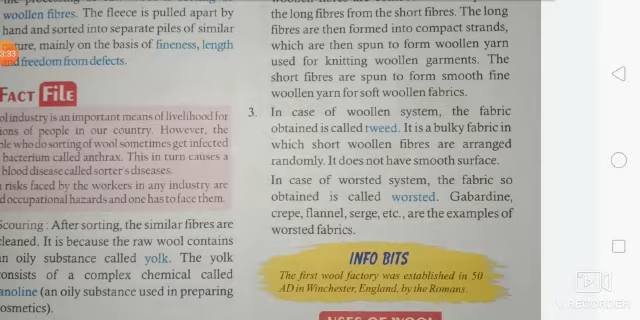 woollen fibres. The fleece is pulled apart by
hand and sorted into separate piles of similar
nature, mainly on the basis of fineness, length
and freedom from defects.
3:33
FACT File
ol industry is an important means of livelihood for
ions of people in our country. However, the
ple who do sorting of wool sometimes get infected
bacterium called anthrax. This in turn causes a
blood disease called sorter's diseases.
risks faced by the workers in any industry are
d occupational hazards and one has to face them.
Scouring : After sorting, the similar fibres are
cleaned. It is because the raw wool contains
an oily substance called yolk. The yolk
consists of a complex chemical called
anoline (an oily substance used in preparing
osmetics).
the long fibres from the short fibres. The long
fibres are then formed into compact strands,
which are then spun to form woollen yarn
used for knitting woollen garments. The
short fibres are spun to form smooth fine
woollen yarn for soft woollen fabrics.
3. In case of woollen system, the fabric
obtained is called tweed. It is a bulky fabric in
which short woollen fibres are arranged
randomly. It does not have smooth surface.
In case of worsted system, the fabric so
obtained is called worsted. Gabardine,
crepe, flannel, serge, etc., are the examples of
worsted fabrics.
INFO BITS
The first wool factory was established in 50
AD in Winchester, England, by the Romans.
USES OF WOOL
V RECORDER